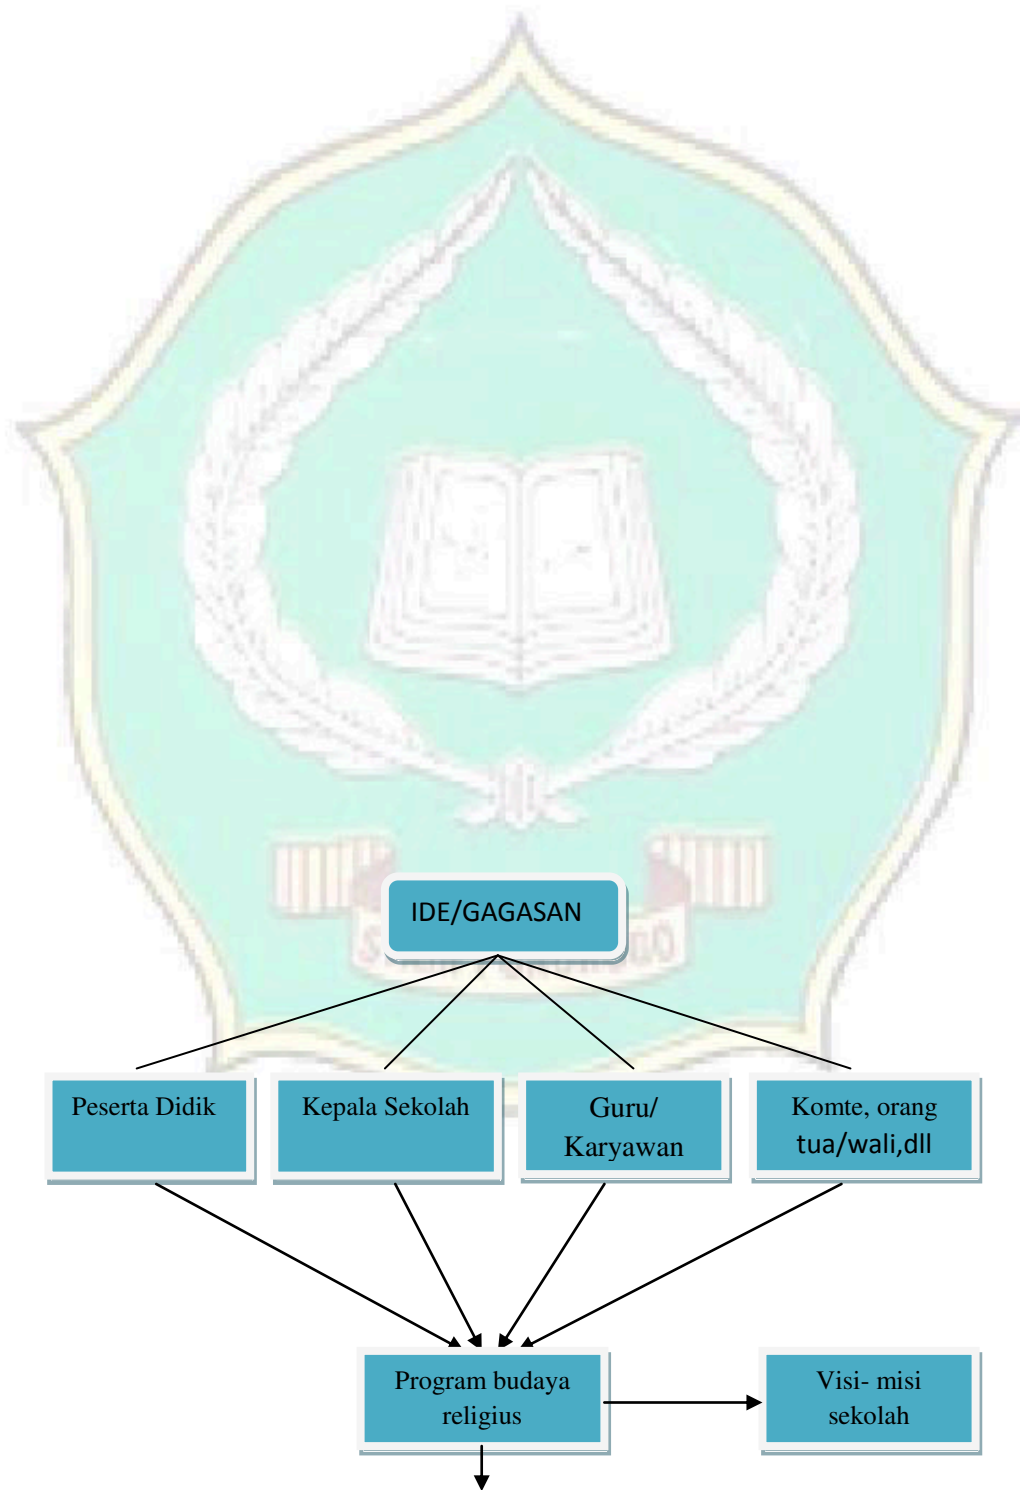 IDE/GAGASAN
Peserta Didik
Kepala Sekolah
Guru/
Karyawan
Komte, orang
tua/wali,dll
Program budaya
religius
Visi- misi
sekolah